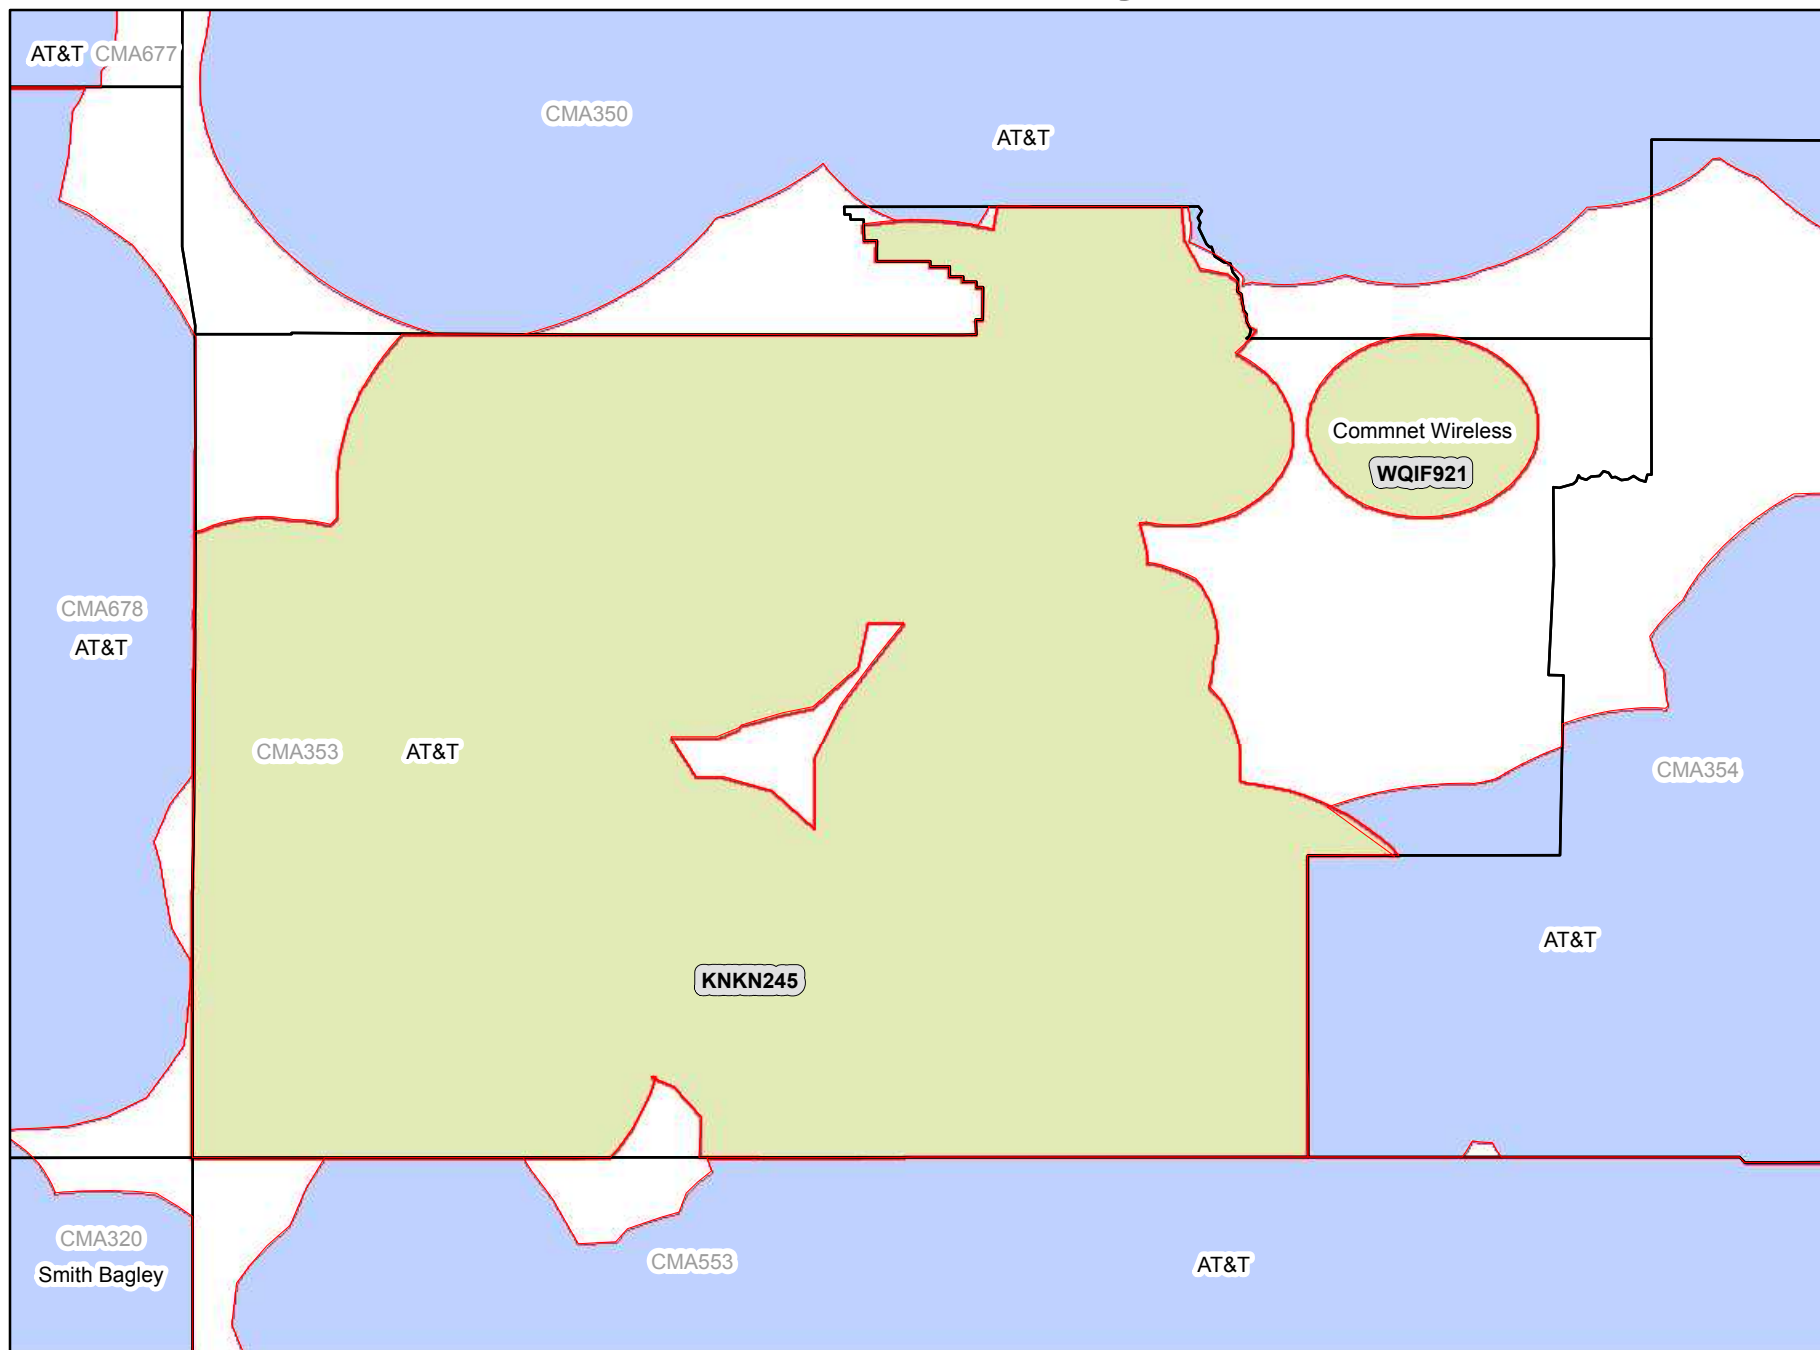 AT&T CMA677
CMA350
AT&T
Commnet Wireless
WQIF921
CMA678
AT&T
CMA353 AT&T
CMA354
AT&T
KNKN245
CMA320
Smith Bagley
CMA553
AT&T